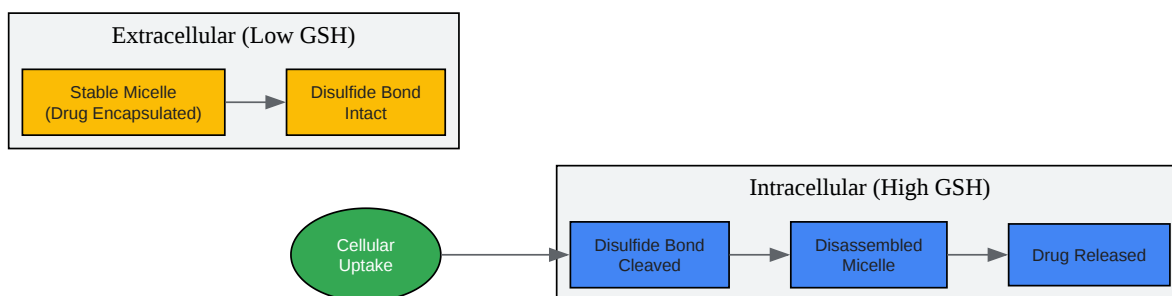 Extracellular (Low GSH)
Stable Micelle
(Drug Encapsulated)
Disulfide Bond
Intact
Intracellular (High GSH)
Cellular
Uptake
Disulfide Bond
Cleaved
Disassembled
Micelle
Drug Released